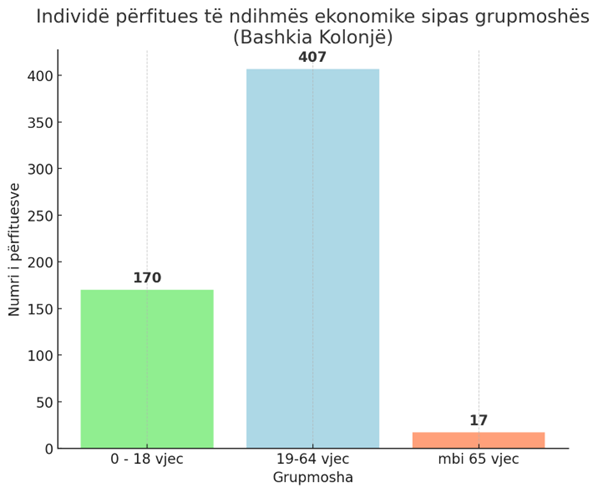 Individë përfitues të ndihmës ekonomike sipas grupmoshës
(Bashkia Kolonjë)
407
400
350
300
250
200
170
150
100
50
17
0
Numri i përfituesve
0 - 18 vjec
19-64 vjec
mbi 65 vjec
Grupmosha